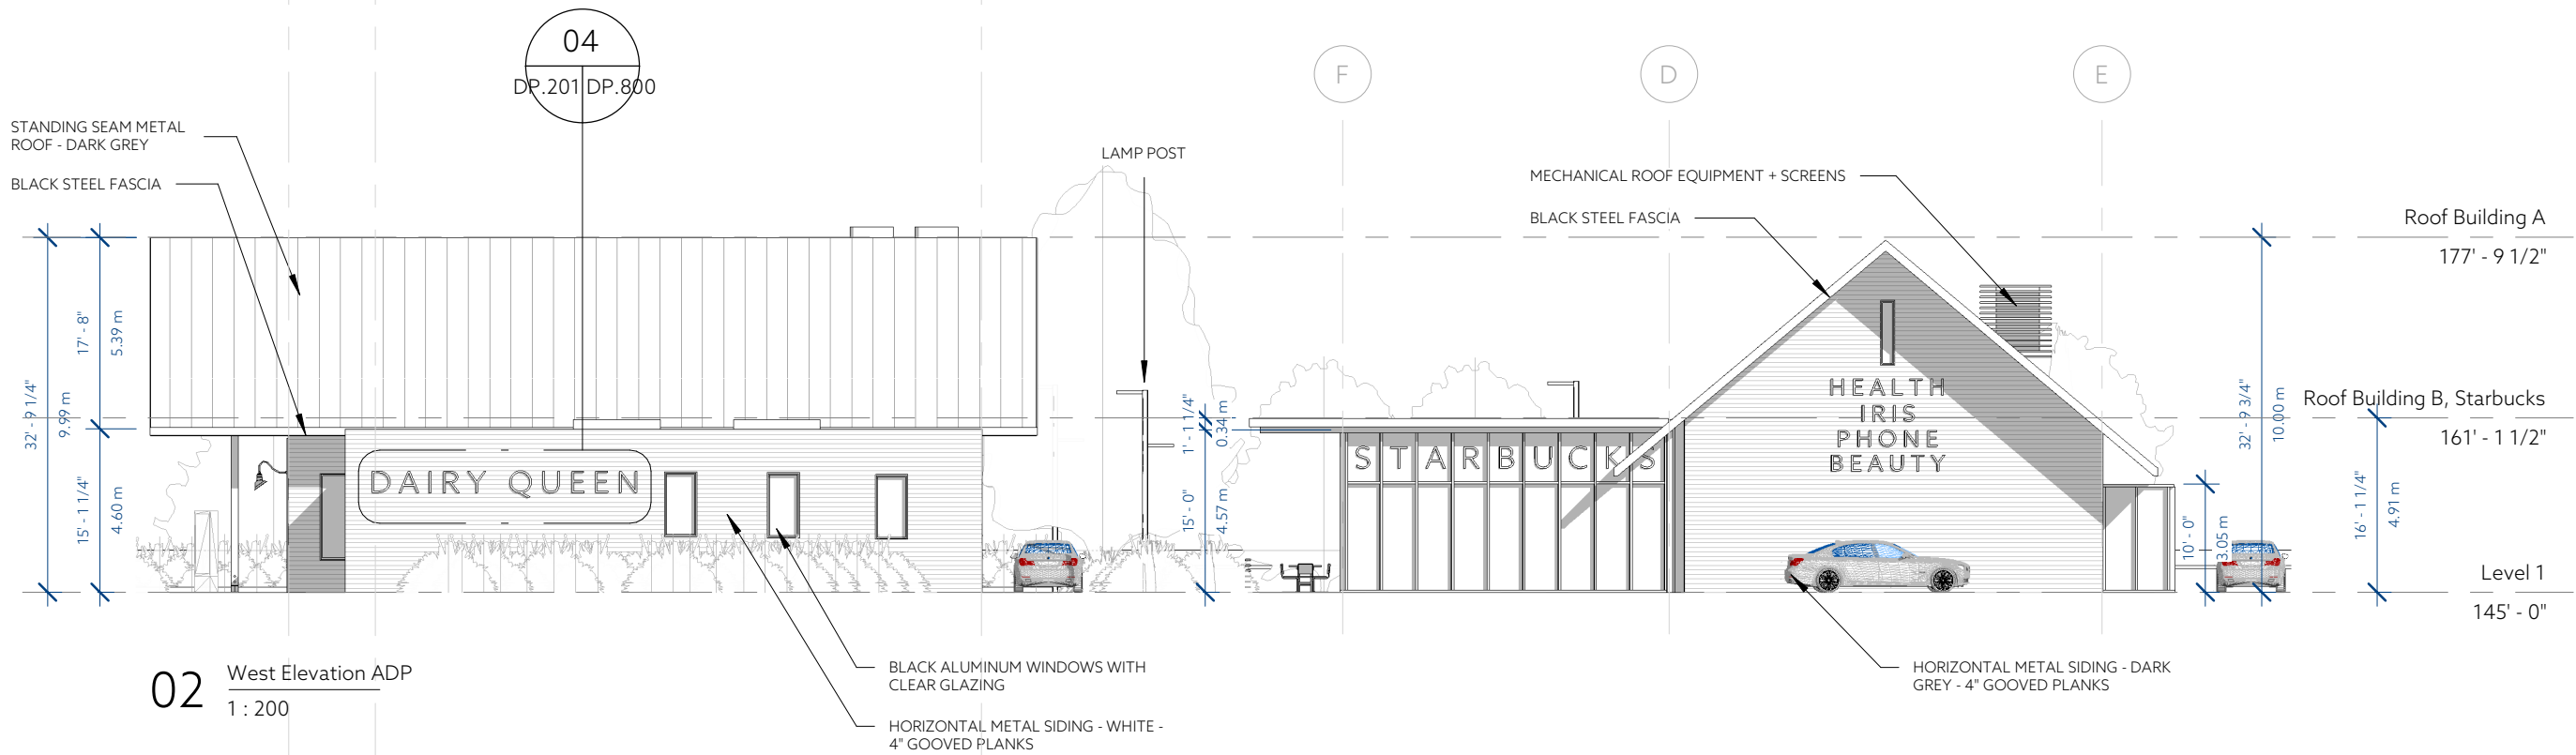 04
DP.201 DP.800
F
D
E
STANDING SEAM METAL
ROOF - DARK GREY
BLACK STEEL FASCIA
LAMP POST
MECHANICAL ROOF EQUIPMENT + SCREENS
BLACK STEEL FASCIA
Roof Building A
177' - 9 1/2"
Roof Building B, Starbucks
161' - 1 1/2"
Level 1
145' - 0"
32' - 9 1/4"
9.99 m
17' - 8"
5.39 m
15' - 1 1/4"
4.60 m
DAIRY QUEEN
1' - 1 1/4"
0.34 m
15' - 0"
4.57 m
STARBUCKS
HEALTH
IRIS
PHONE
BEAUTY
10' - 0"
3.05 m
32' - 9 3/4"
10.00 m
16' - 1 1/4"
4.91 m
02
West Elevation ADP
1 : 200
BLACK ALUMINUM WINDOWS WITH
CLEAR GLAZING
HORIZONTAL METAL SIDING - WHITE -
4" GOOVED PLANKS
HORIZONTAL METAL SIDING - DARK
GREY - 4" GOOVED PLANKS